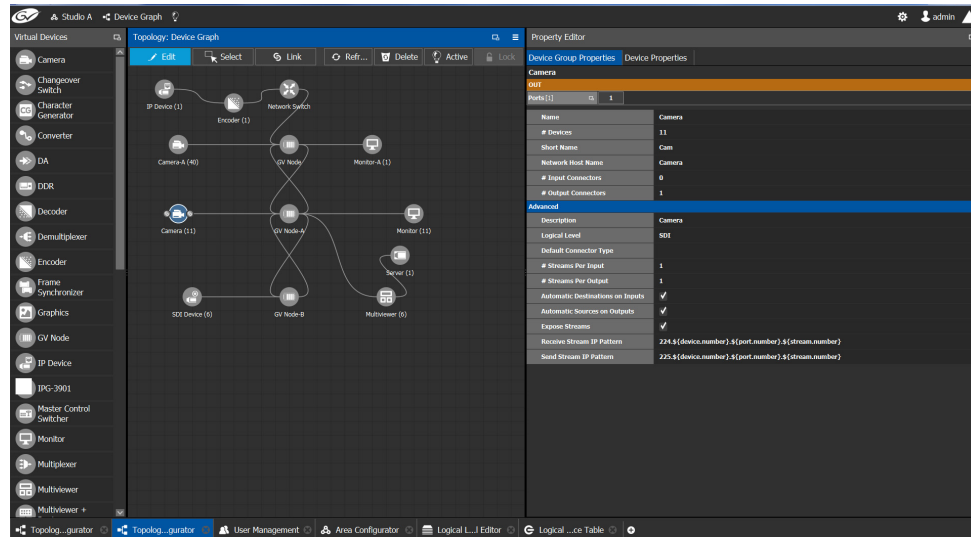 GV
Studio A
Device Graph
admin
Virtual Devices
Camera
Changeover
Switch
CG
Character
Generator
Converter
DA
DDR
Decoder
Demultiplexer
Encoder
Frame
Synchronizer
Graphics
GV Node
IP Device
IPG-3901
Master Control
Switcher
Monitor
Multiplexer
Multiviewer
Multiviewer +
Topology: Device Graph
Edit
Select
Link
Refr...
Delete
Active
Lock
IP Device (1)
Encoder (1)
Network Switch
Camera-A (40)
GV Node
Monitor-A (1)
Camera (11)
GV Node-A
Monitor (11)
Server (1)
SDI Device (6)
GV Node-B
Multiviewer (6)
Property Editor
Device Group Properties Device Properties
Camera
OUT
Ports [1] 1
Name Camera
# Devices 11
Short Name Cam
Network Host Name Camera
# Input Connectors 0
# Output Connectors 1
Advanced
Description Camera
Logical Level SDI
Default Connector Type
# Streams Per Input 1
# Streams Per Output 1
Automatic Destinations on Inputs
Automatic Sources on Outputs
Expose Streams
Receive Stream IP Pattern 224.${device.number}.${port.number}.${stream.number}
Send Stream IP Pattern 225.${device.number}.${port.number}.${stream.number}
Topolog...gurator
Topolog...gurator
User Management
Area Configurator
Logical L...l Editor
Logical ...ce Table